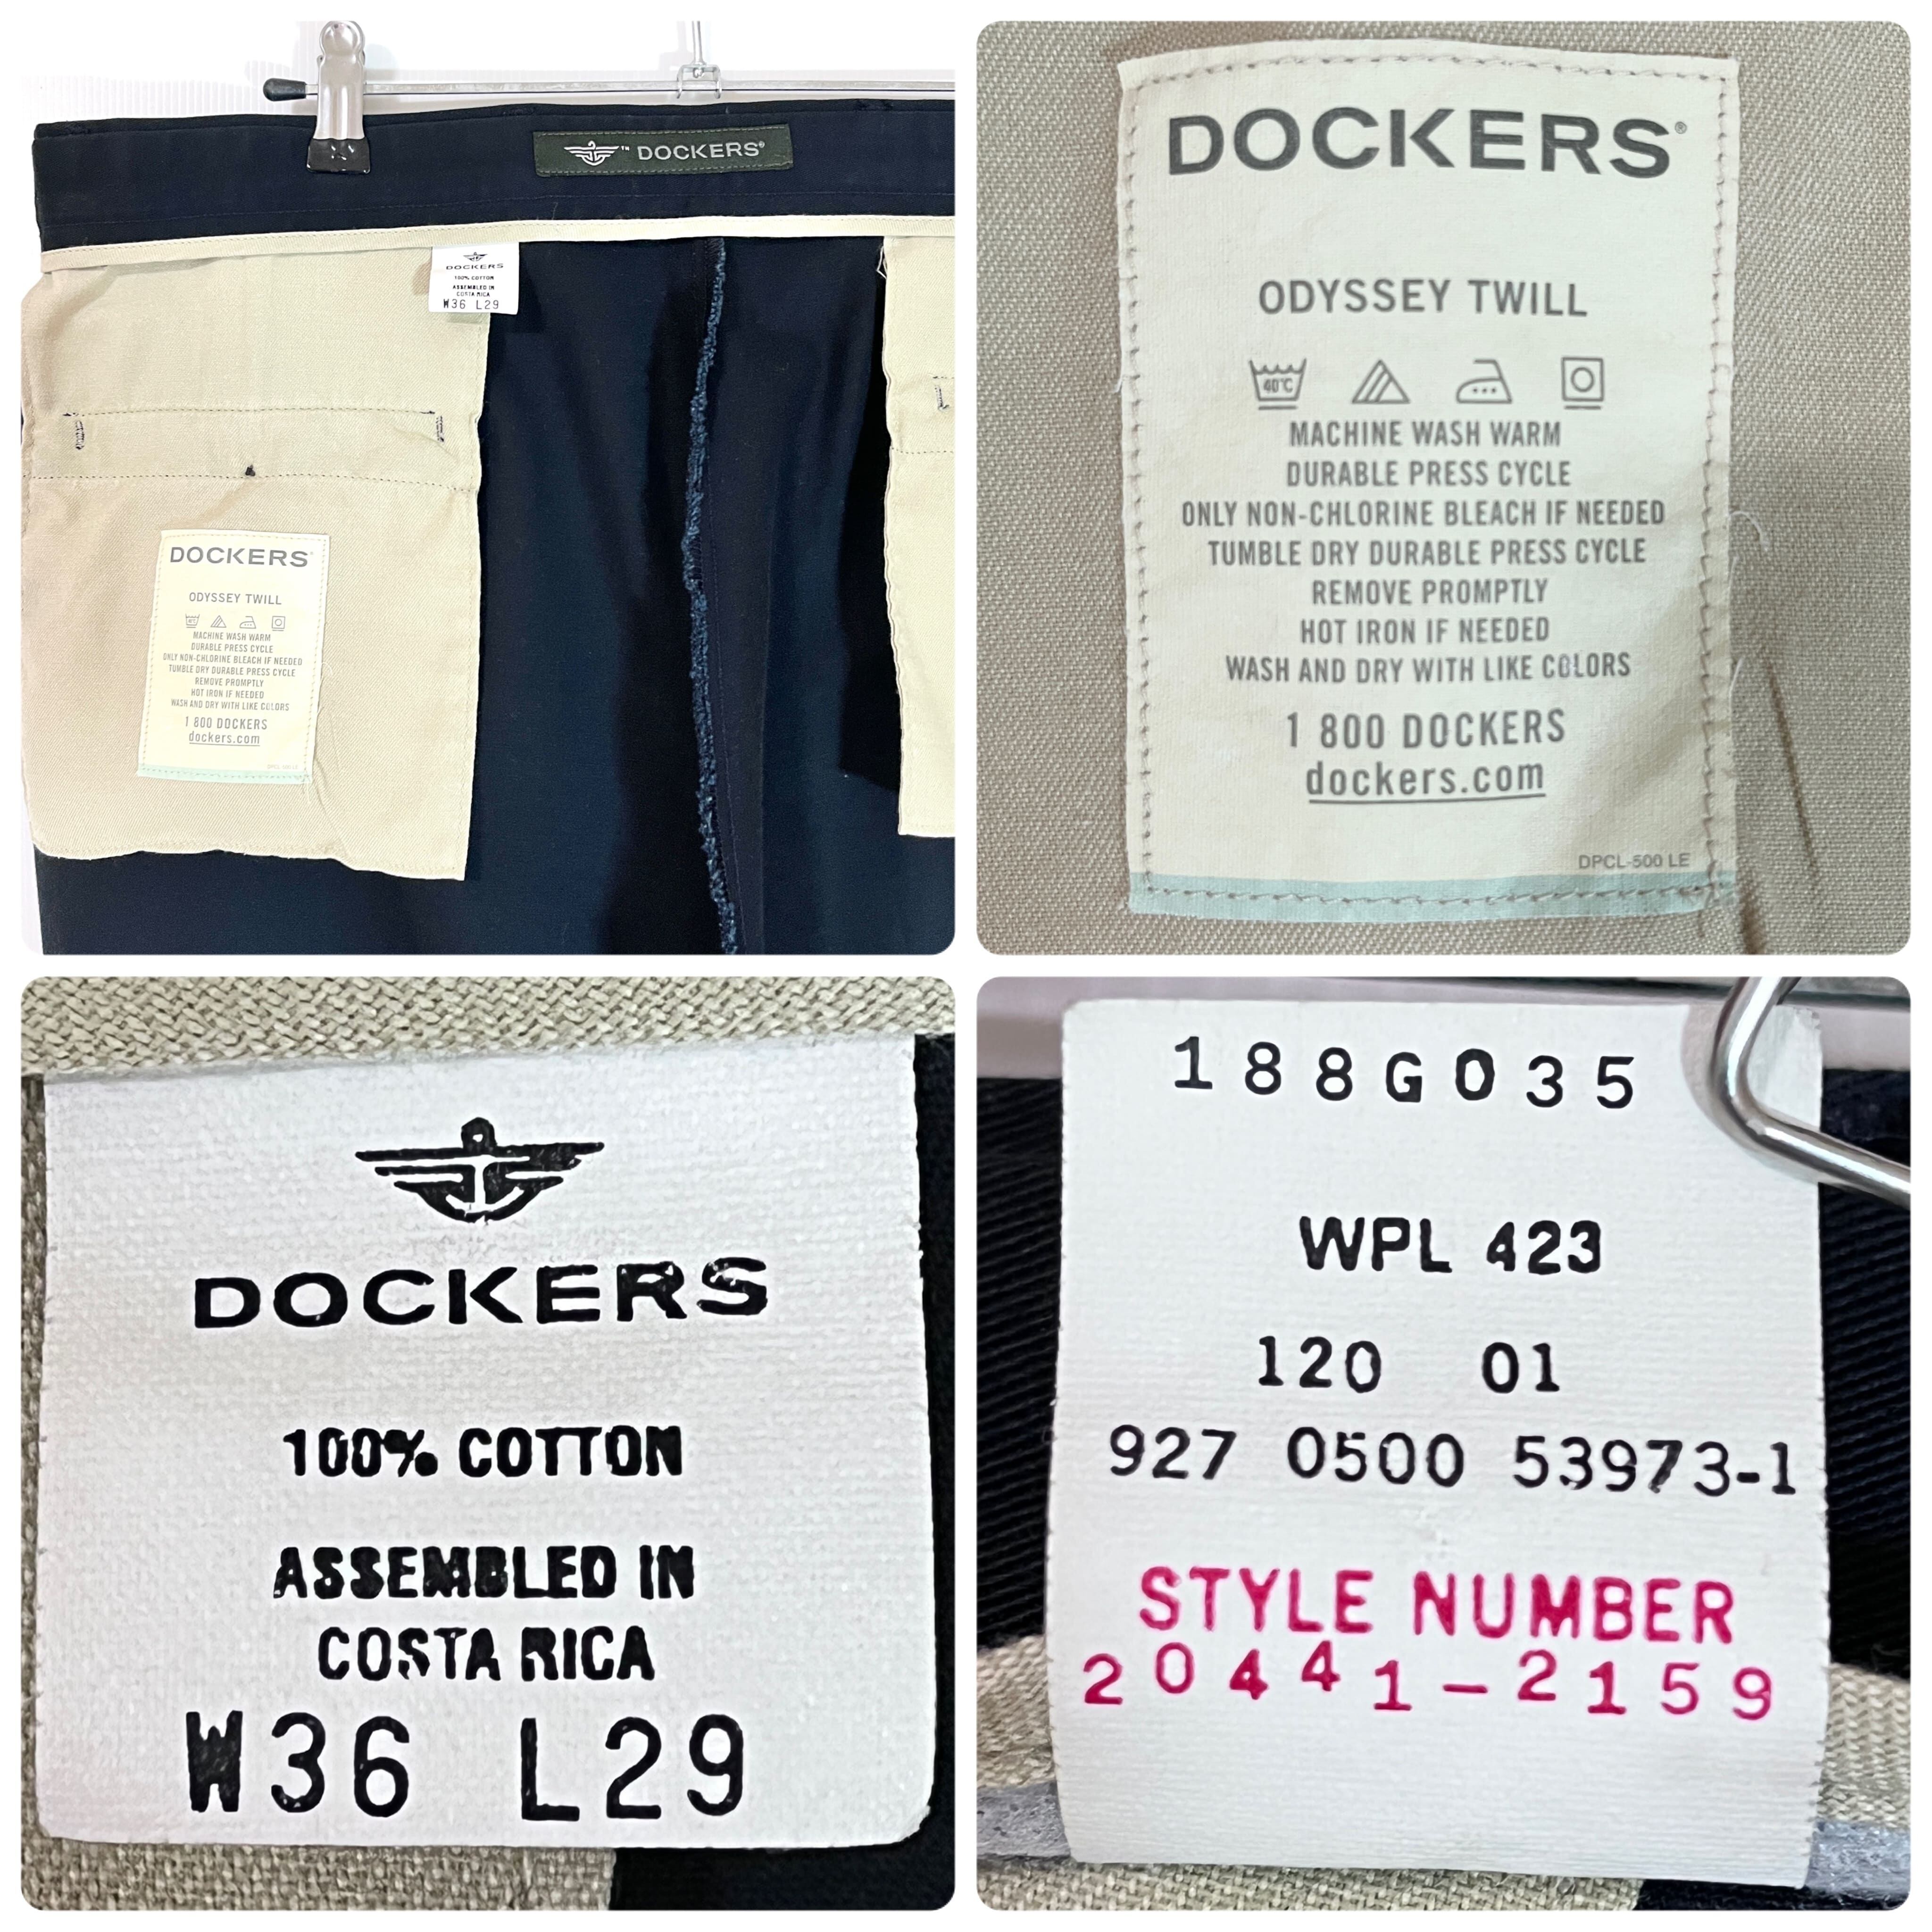 ™ DOCKERS®
DOCKERS
100% COTTON
ASSEMBLED IN
COSTA RICA
W36 L29
DOCKERS®
ODYSSEY TWILL
MACHINE WASH WARM
DURABLE PRESS CYCLE
ONLY NON-CHLORINE BLEACH IF NEEDED
TUMBLE DRY DURABLE PRESS CYCLE
REMOVE PROMPTLY
HOT IRON IF NEEDED
WASH AND DRY WITH LIKE COLORS
1 800 DOCKERS
dockers.com
DOCKERS®
ODYSSEY TWILL
40°C
MACHINE WASH WARM
DURABLE PRESS CYCLE
ONLY NON-CHLORINE BLEACH IF NEEDED
TUMBLE DRY DURABLE PRESS CYCLE
REMOVE PROMPTLY
HOT IRON IF NEEDED
WASH AND DRY WITH LIKE COLORS
1 800 DOCKERS
dockers.com
DPCL-500 LE
DOCKERS
100% COTTON
ASSEMBLED IN
COSTA RICA
W36 L29
188G035
WPL 423
120 01
927 0500 53973-1
STYLE NUMBER
20441-2159